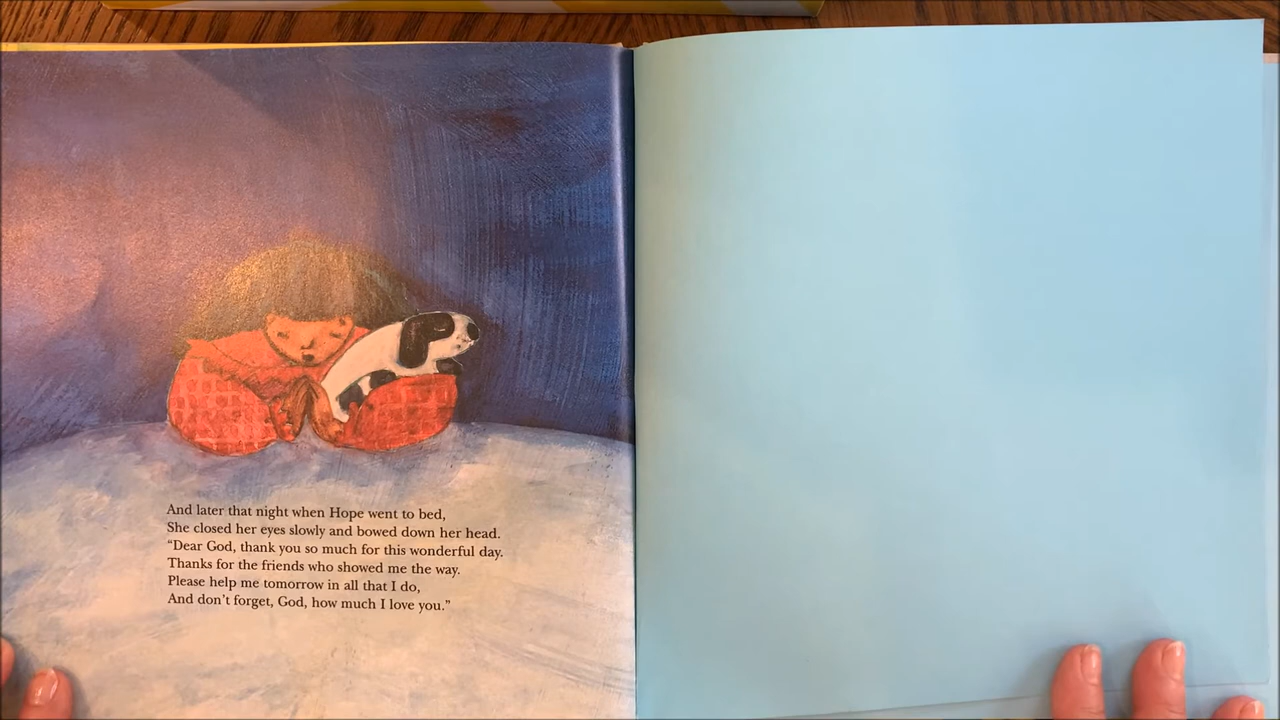 And later that night when Hope went to bed,
She closed her eyes slowly and bowed down her head.
“Dear God, thank you so much for this wonderful day.
Thanks for the friends who showed me the way.
Please help me tomorrow in all that I do,
And don’t forget, God, how much I love you.”